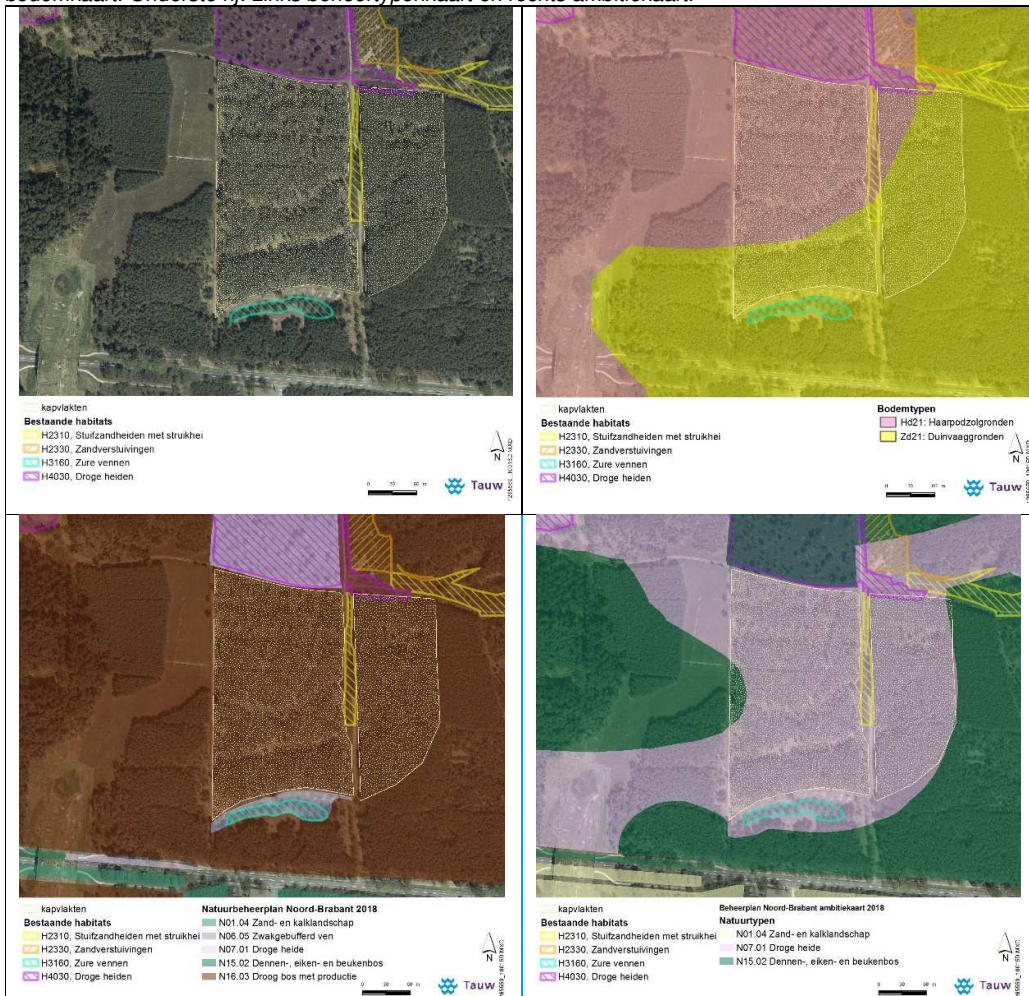 bodemkaart. Onderste rij: Links beheertypenkaart en rechts ambitiekaart.
kapvlakten
Bestaande habitats
H2310, Stuifzandheiden met struikhei
H2330, Zandverstuivingen
H3160, Zure vennen
H4030, Droge heiden
N
Tauw
kapvlakten
Bestaande habitats
H2310, Stuifzandheiden met struikhei
H2330, Zandverstuivingen
H3160, Zure vennen
H4030, Droge heiden
Bodemtypen
Hd21: Haarpodzolgronden
Zd21: Duinvaaggronden
N
Tauw
kapvlakten
Bestaande habitats
H2310, Stuifzandheiden met struikhei
H2330, Zandverstuivingen
H3160, Zure vennen
H4030, Droge heiden
Natuurbeheerplan Noord-Brabant 2018
N01.04 Zand- en kalklandschap
N06.05 Zwakgebufferd ven
N07.01 Droge heide
N15.02 Dennen-, eiken- en beukenbos
N16.03 Droog bos met productie
N
Tauw
kapvlakten
Bestaande habitats
H2310, Stuifzandheiden met struikhei
H2330, Zandverstuivingen
H3160, Zure vennen
H4030, Droge heiden
Beheerplan Noord-Brabant ambitiekaart 2018
Natuurtypen
N01.04 Zand- en kalklandschap
N07.01 Droge heide
N15.02 Dennen-, eiken- en beukenbos
N
Tauw